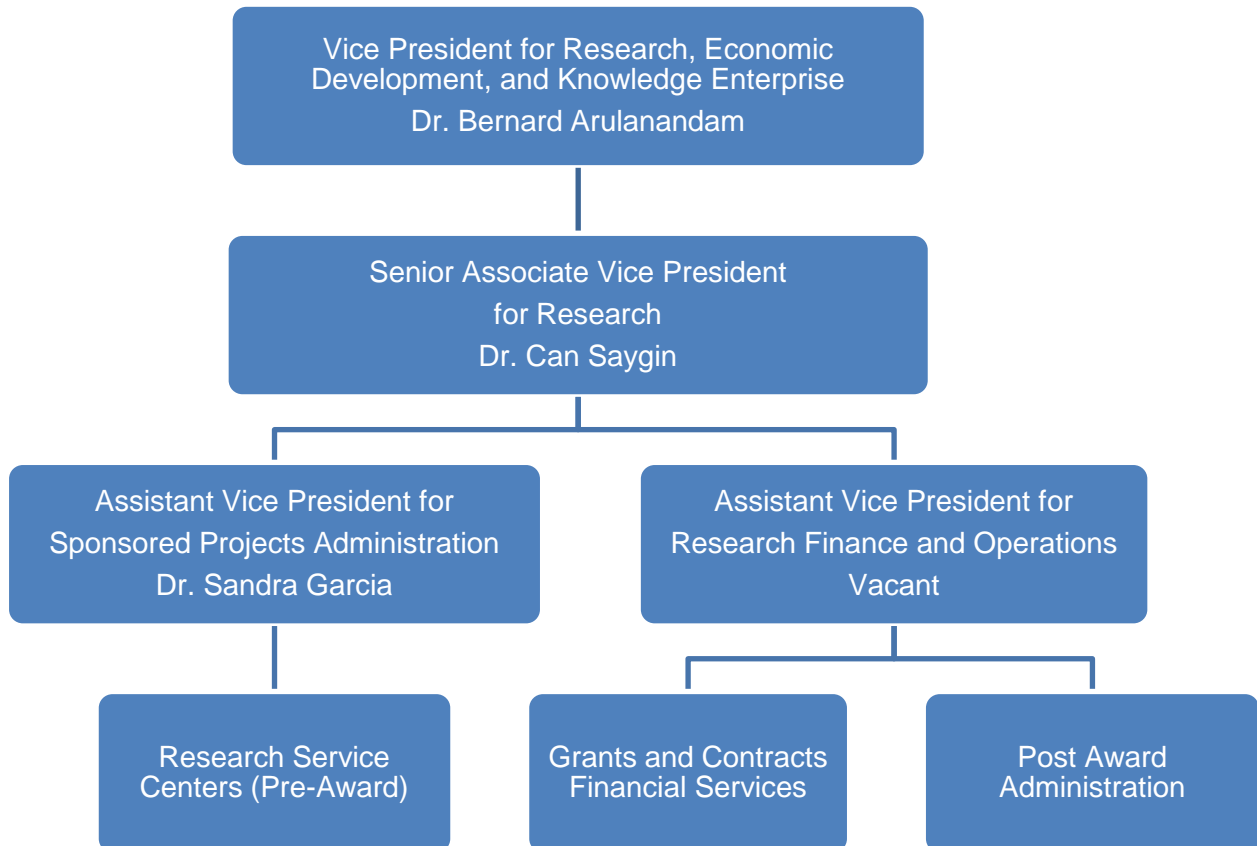 Vice President for Research, Economic
Development, and Knowledge Enterprise
Dr. Bernard Arulanandam
Senior Associate Vice President
for Research
Dr. Can Saygin
Assistant Vice President for
Sponsored Projects Administration
Dr. Sandra Garcia
Assistant Vice President for
Research Finance and Operations
Vacant
Research Service
Centers (Pre-Award)
Grants and Contracts
Financial Services
Post Award
Administration